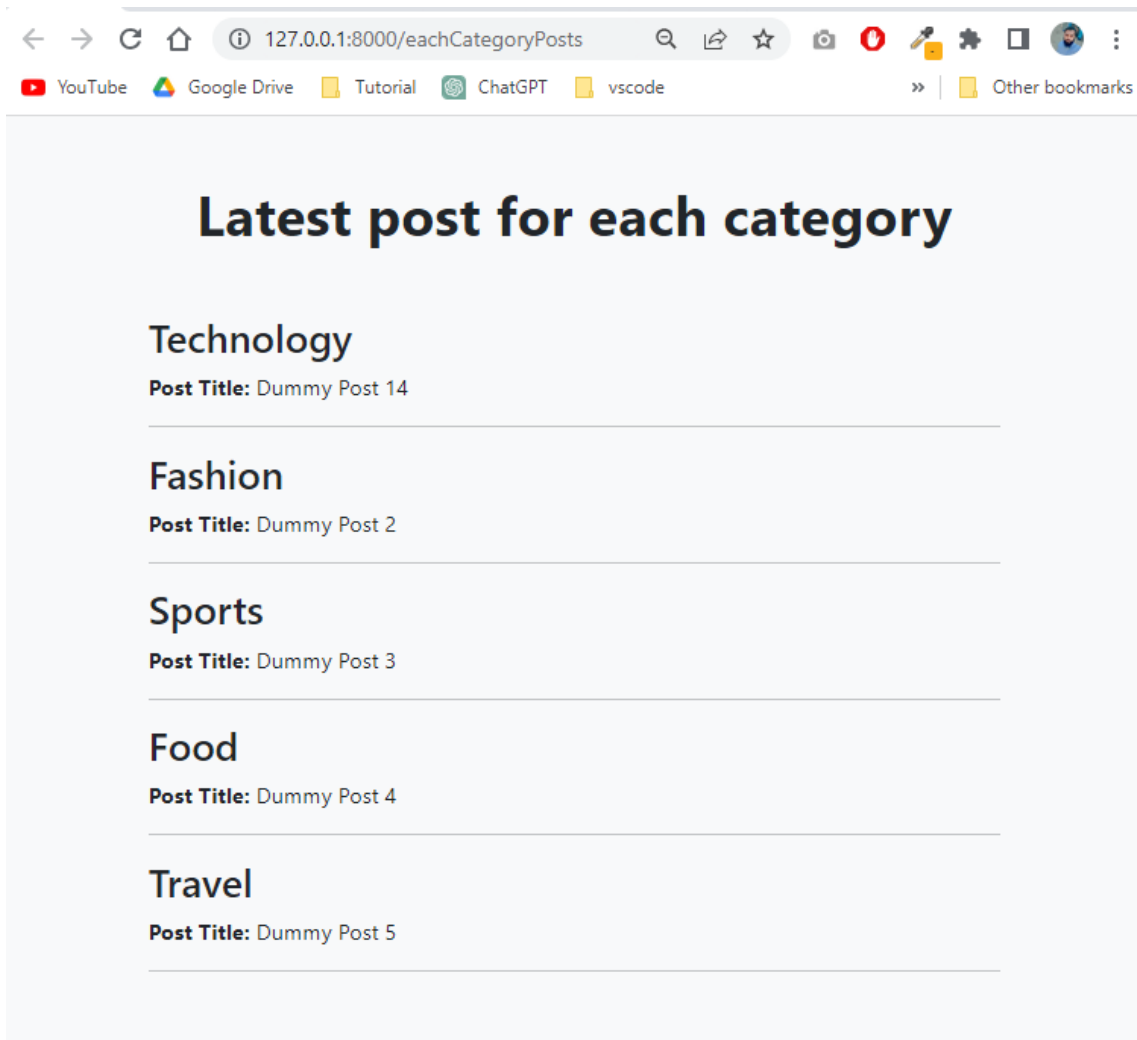 127.0.0.1:8000/eachCategoryPosts
YouTube Google Drive Tutorial ChatGPT vscode » Other bookmarks
Latest post for each category
Technology
Post Title: Dummy Post 14
Fashion
Post Title: Dummy Post 2
Sports
Post Title: Dummy Post 3
Food
Post Title: Dummy Post 4
Travel
Post Title: Dummy Post 5